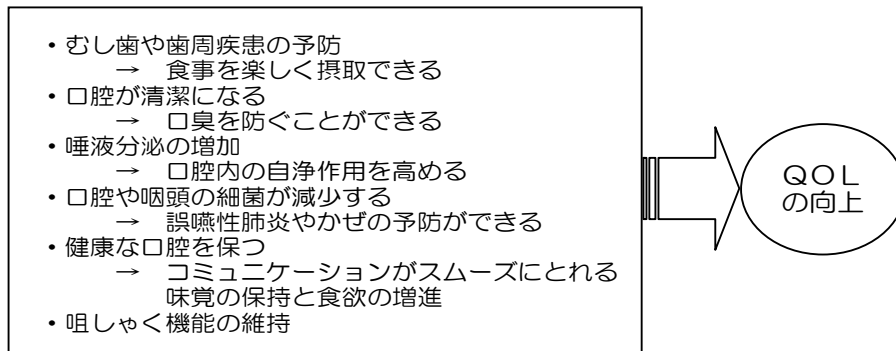 ・むし歯や歯周疾患の予防
→ 食事を楽しく摂取できる
・口腔が清潔になる
→ 口臭を防ぐことができる
・唾液分泌の増加
→ 口腔内の自浄作用を高める
・口腔や咽頭の細菌が減少する
→ 誤嚥性肺炎やかぜの予防ができる
・健康な口腔を保つ
→ コミュニケーションがスムーズにとれる
味覚の保持と食欲の増進
・咀しゃく機能の維持
ＱＯＬ
の向上